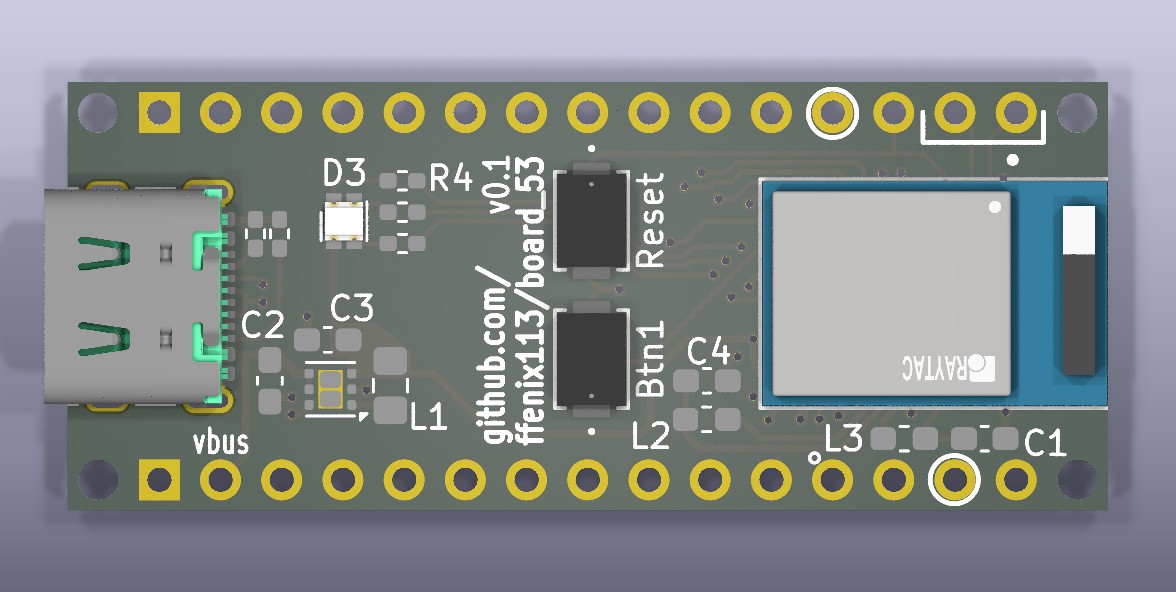 D3
R4
v0.1
github.com/
ffenix113/board_53
Reset
C3
C2
Btn1
C4
L1
L2
L3
C1
vbus
RAYTAC